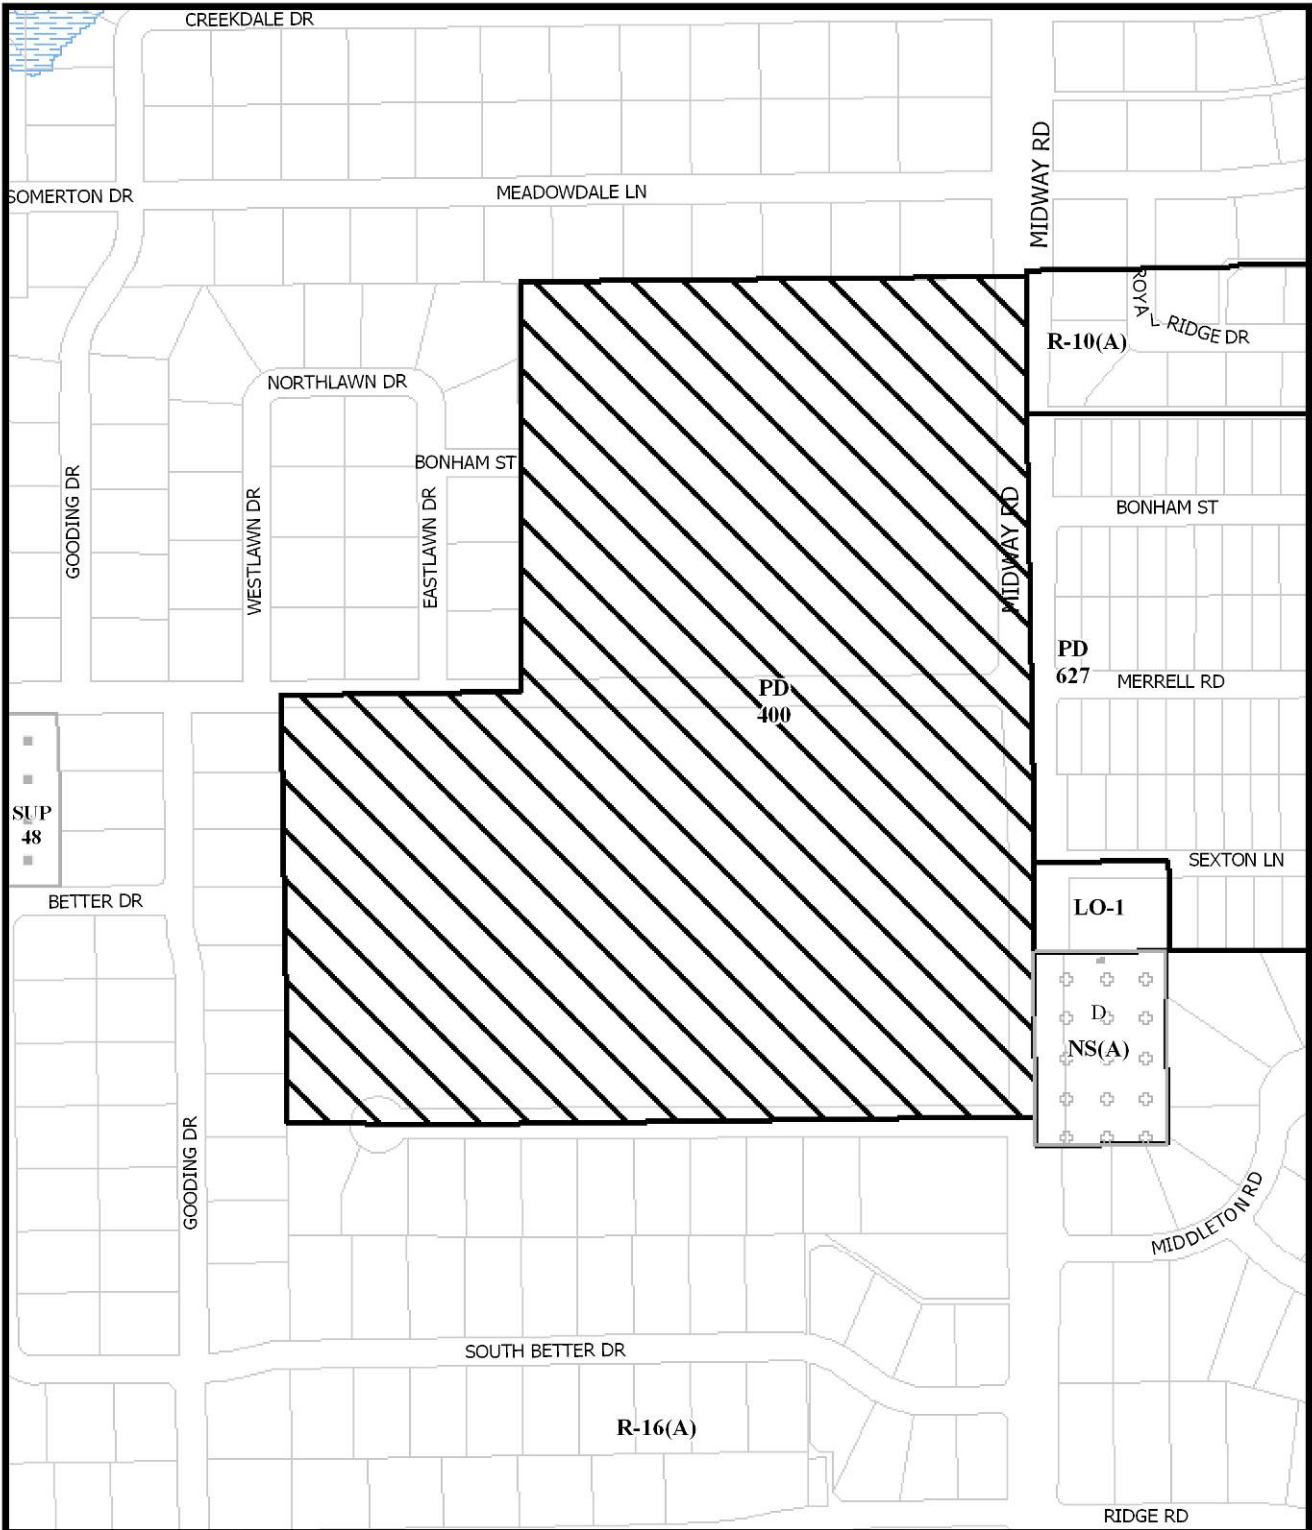 CREEKDALE DR
MIDWAY RD
SOMERTON DR
MEADOWDALE LN
ROYAL RIDGE DR
R-10(A)
NORTHLAWN DR
BONHAM ST
GOODING DR
WESTLAWN DR
EASTLAWN DR
MIDWAY RD
BONHAM ST
PD
627
MERRELL RD
PD
400
SUP
48
SEXTON LN
BETTER DR
LO-1
D
NS(A)
GOODING DR
MIDDLETON RD
SOUTH BETTER DR
R-16(A)
RIDGE RD